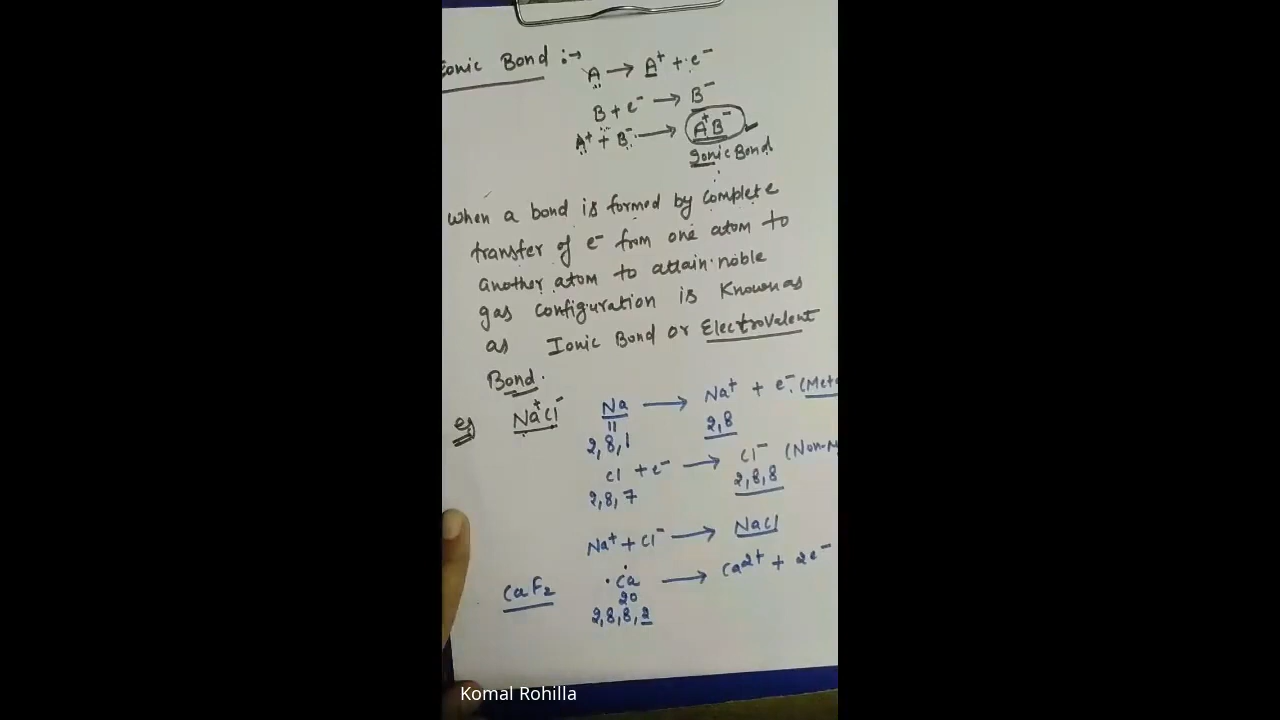 Ionic Bond :→ A → A⁺ + e⁻
B + e⁻ → B⁻
A⁺ + B⁻ → A⁺B⁻
Ionic Bond
When a bond is formed by complete
transfer of e⁻ from one atom to
another atom to attain noble
gas configuration is Known as
as Ionic Bond or Electrovalent
Bond.
eg Na⁺Cl⁻ Na → Na⁺ + e⁻. (Meta
11
2,8,1 2,8
Cl + e⁻ → Cl⁻ (Non-M
2,8,7 2,8,8
Na⁺ + Cl⁻ → NaCl
CaF₂ Ca → Ca²⁺ + 2e⁻
20
2,8,8,2
Komal Rohilla